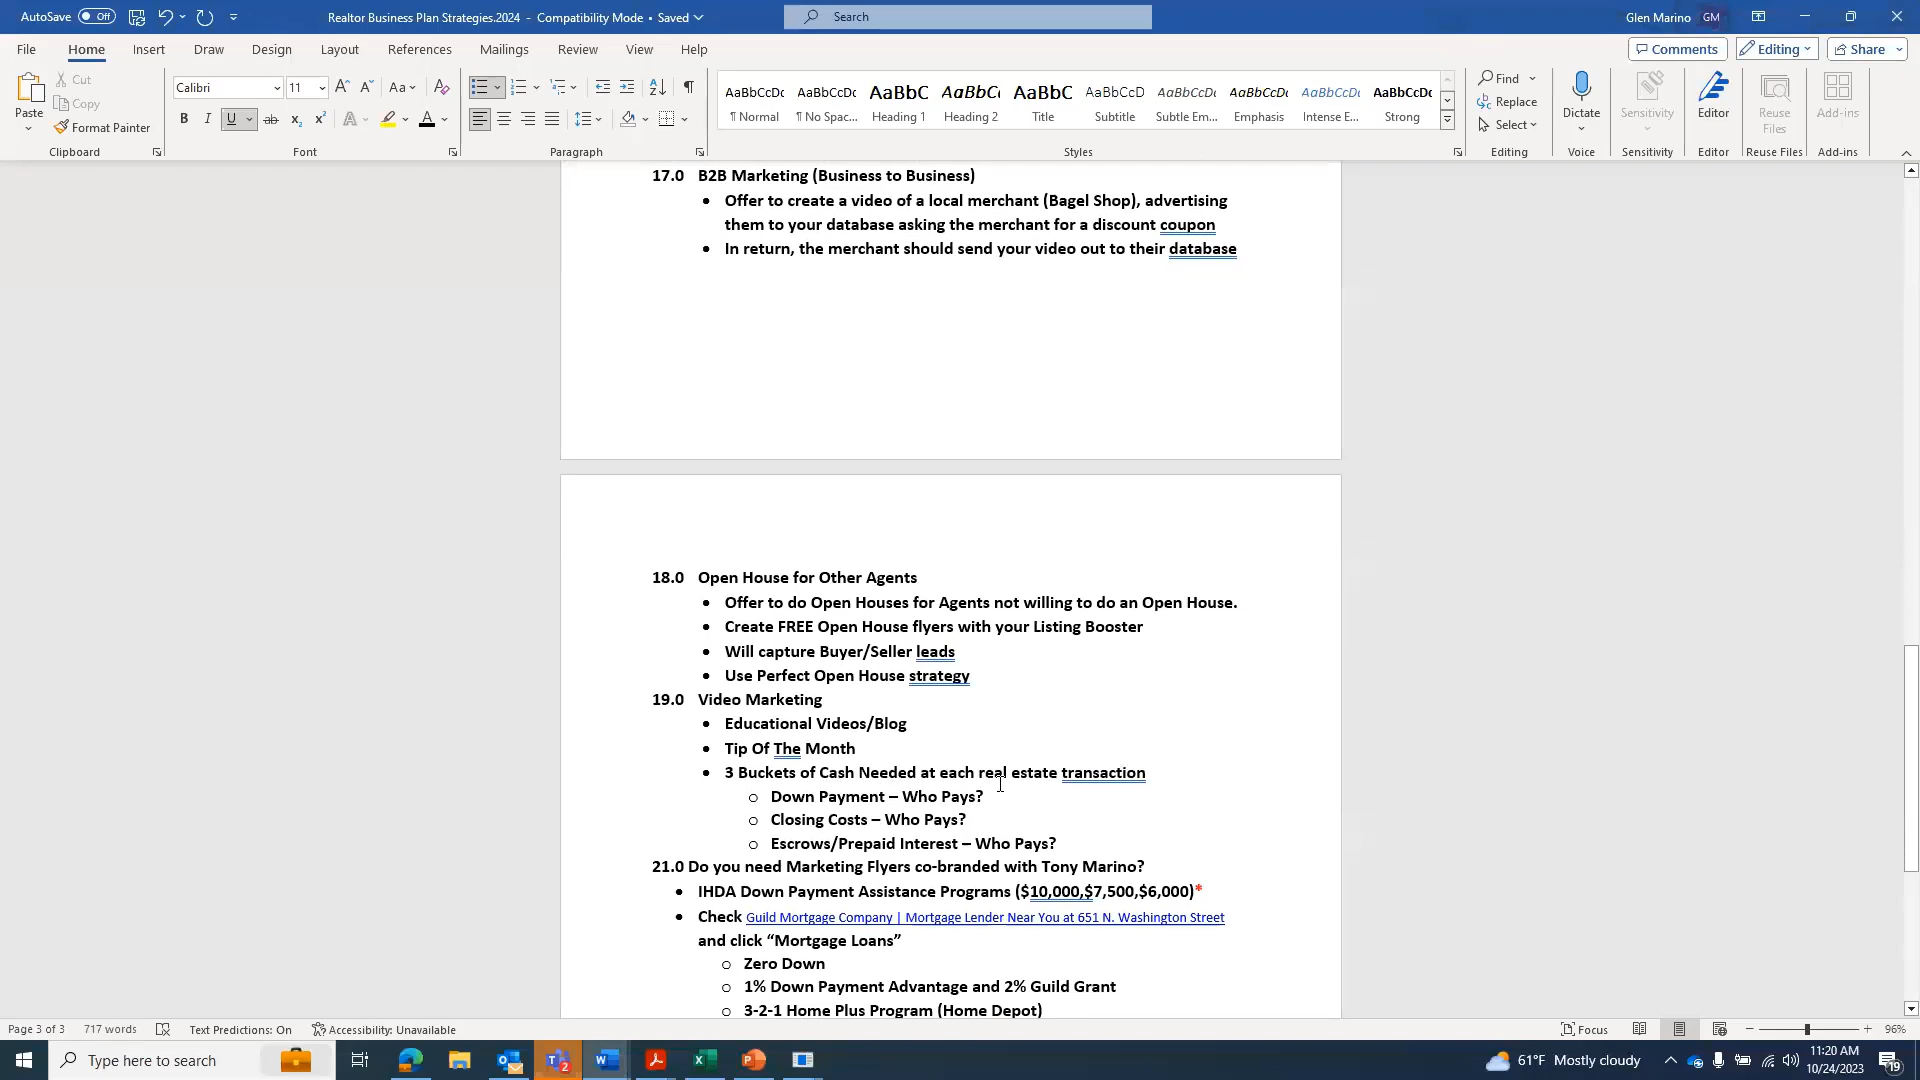 AutoSave Off Realtor Business Plan Strategies.2024 - Compatibility Mode • Saved Search Glen Marino GM
File Home Insert Draw Design Layout References Mailings Review View Help Comments Editing Share
Paste Cut Copy Format Painter
Calibri 11 Aa
B I U ab x₂ x² A A
AaBbCcDc AaBbCcDc AaBbC AaBbCc AaBbC AaBbCcD AaBbCcDc AaBbCcDc AaBbCcDc AaBbCcDc
¶ Normal ¶ No Spac... Heading 1 Heading 2 Title Subtitle Subtle Em... Emphasis Intense E... Strong
Find Replace Select
Dictate Sensitivity Editor Reuse Files Add-ins
Clipboard Font Paragraph Styles Editing Voice Sensitivity Editor Reuse Files Add-ins
17.0 B2B Marketing (Business to Business)
• Offer to create a video of a local merchant (Bagel Shop), advertising
them to your database asking the merchant for a discount coupon
• In return, the merchant should send your video out to their database
18.0 Open House for Other Agents
• Offer to do Open Houses for Agents not willing to do an Open House.
• Create FREE Open House flyers with your Listing Booster
• Will capture Buyer/Seller leads
• Use Perfect Open House strategy
19.0 Video Marketing
• Educational Videos/Blog
• Tip Of The Month
• 3 Buckets of Cash Needed at each real estate transaction
o Down Payment – Who Pays?
o Closing Costs – Who Pays?
o Escrows/Prepaid Interest – Who Pays?
21.0 Do you need Marketing Flyers co-branded with Tony Marino?
• IHDA Down Payment Assistance Programs ($10,000,$7,500,$6,000)*
• Check Guild Mortgage Company | Mortgage Lender Near You at 651 N. Washington Street
and click “Mortgage Loans”
o Zero Down
o 1% Down Payment Advantage and 2% Guild Grant
o 3-2-1 Home Plus Program (Home Depot)
Page 3 of 3 717 words Text Predictions: On Accessibility: Unavailable Focus 96%
Type here to search 61°F Mostly cloudy 11:20 AM
10/24/2023 19